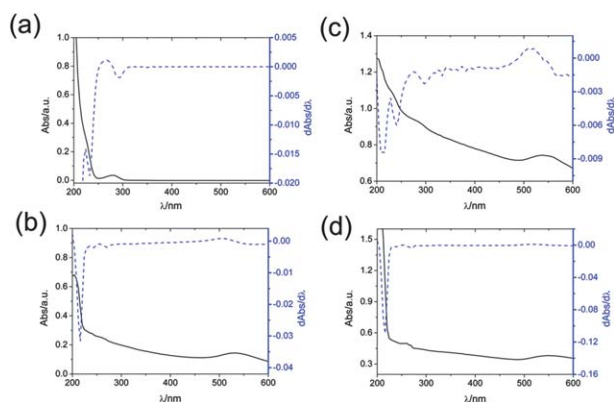 (a)
1.0
0.8
0.6
0.4
0.2
0.0
Abs/a.u.
0.005
0.000
-0.005
-0.010
-0.015
-0.020
dAbs/dλ
200 300 400 500 600
λ/nm
(c)
1.4
1.2
1.0
0.8
0.6
Abs/a.u.
0.000
-0.003
-0.006
-0.009
dAbs/dλ
200 300 400 500 600
λ/nm
(b)
1.0
0.8
0.6
0.4
0.2
0.0
Abs/a.u.
0.00
-0.01
-0.02
-0.03
-0.04
dAbs/dλ
200 300 400 500 600
λ/nm
(d)
1.5
1.2
0.9
0.6
0.3
Abs/a.u.
0.00
-0.04
-0.08
-0.12
-0.16
dAbs/dλ
200 300 400 500 600
λ/nm